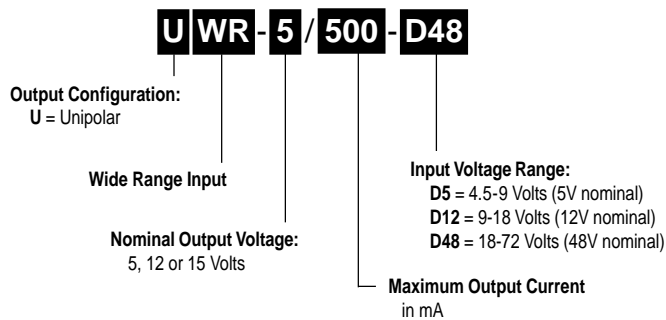 U WR - 5 / 500 - D48
Output Configuration:
U = Unipolar
Wide Range Input
Nominal Output Voltage:
5, 12 or 15 Volts
Input Voltage Range:
D5 = 4.5-9 Volts (5V nominal)
D12 = 9-18 Volts (12V nominal)
D48 = 18-72 Volts (48V nominal)
Maximum Output Current
in mA